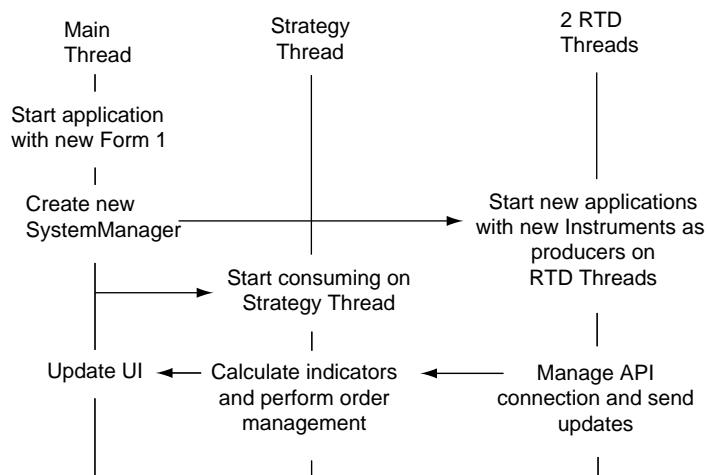 Main
Thread
Strategy
Thread
2 RTD
Threads
Start application
with new Form 1
Create new
SystemManager
Start new applications
with new Instruments as
producers on
RTD Threads
Start consuming on
Strategy Thread
Update UI
Calculate indicators
and perform order
management
Manage API
connection and send
updates